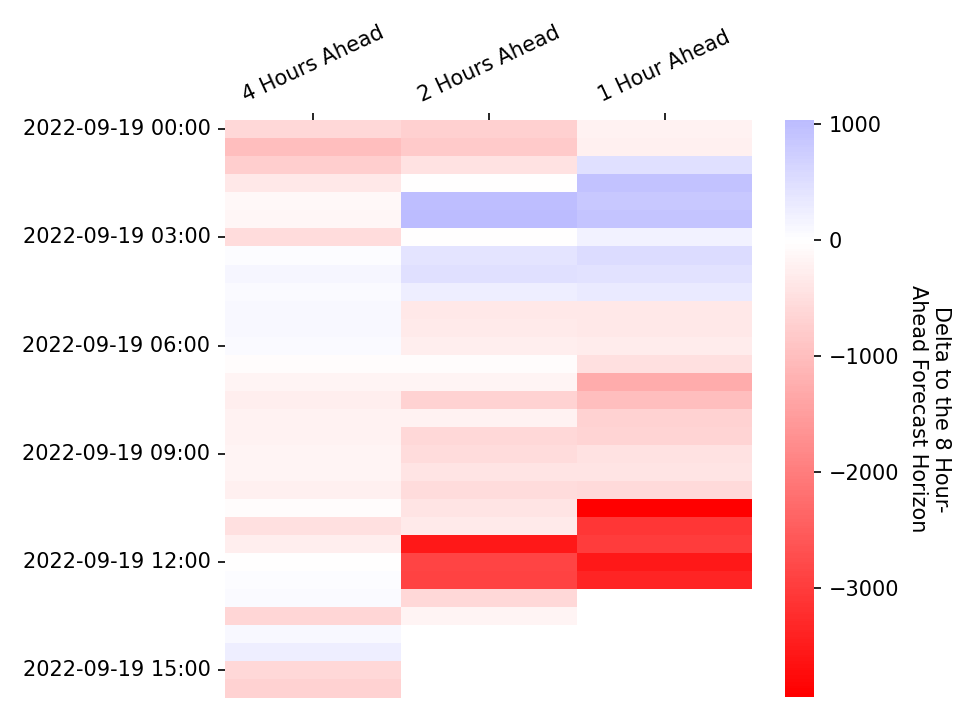 4 Hours Ahead
2 Hours Ahead
1 Hour Ahead
2022-09-19 00:00
2022-09-19 03:00
2022-09-19 06:00
2022-09-19 09:00
2022-09-19 12:00
2022-09-19 15:00
1000
0
−1000
−2000
−3000
Delta to the 8 Hour-
Ahead Forecast Horizon